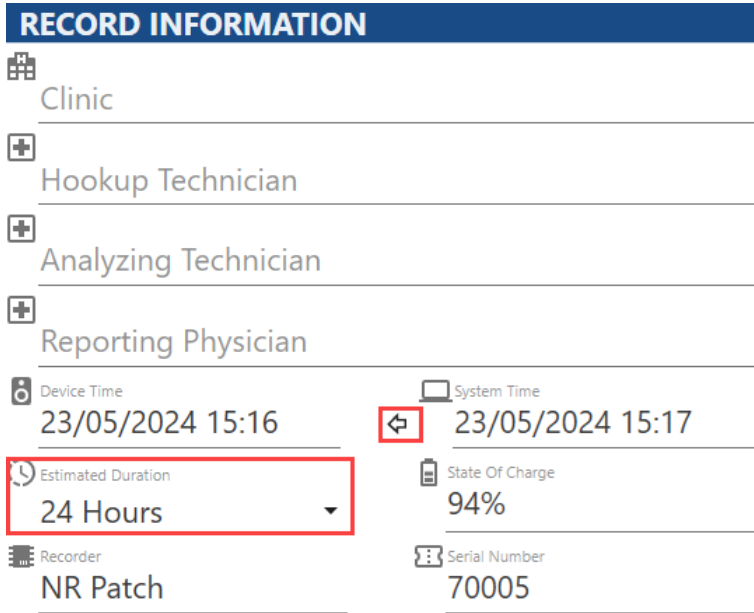 RECORD INFORMATION
Clinic
Hookup Technician
Analyzing Technician
Reporting Physician
Device Time
23/05/2024 15:16
System Time
23/05/2024 15:17
Estimated Duration
24 Hours
State Of Charge
94%
Recorder
NR Patch
Serial Number
70005